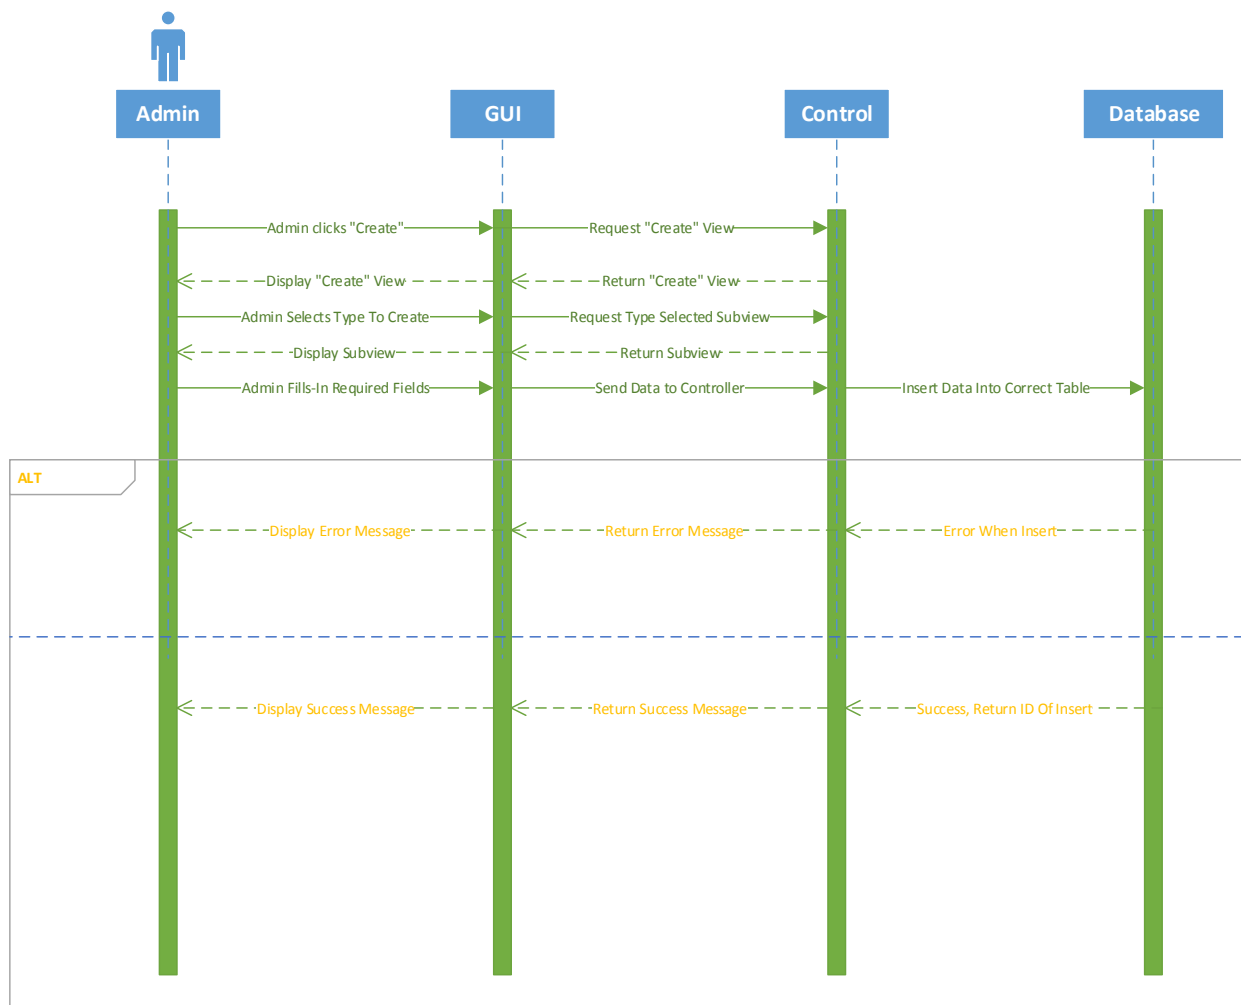 Admin
GUI
Control
Database
Admin clicks "Create"
Request "Create" View
Display "Create" View
Return "Create" View
Admin Selects Type To Create
Request Type Selected Subview
Display Subview
Return Subview
Admin Fills-In Required Fields
Send Data to Controller
Insert Data Into Correct Table
ALT
Display Error Message
Return Error Message
Error When Insert
Display Success Message
Return Success Message
Success, Return ID Of Insert